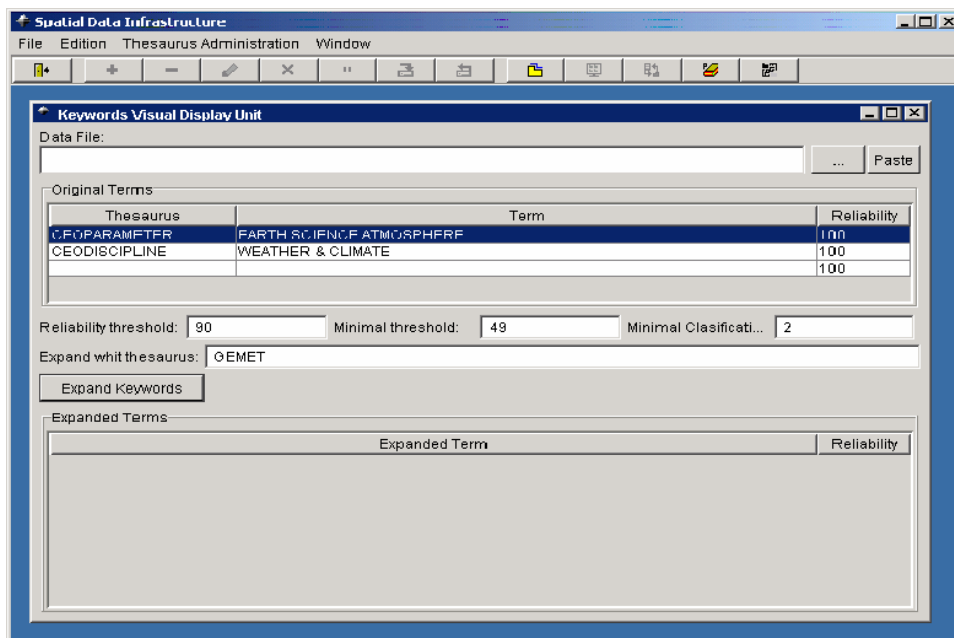 Spatial Data Infrastructure
File Edition Thesaurus Administration Window
Keywords Visual Display Unit
Data File:
... Paste
Original Terms
Thesaurus Term Reliability
CEOPARAMETER EARTH SCIENCE ATMOSPHERE 100
CEODISCIPLINE WEATHER & CLIMATE 100
100
Reliability threshold: 90 Minimal threshold: 49 Minimal Clasificati... 2
Expand whit thesaurus: GEMET
Expand Keywords
Expanded Terms
Expanded Term Reliability